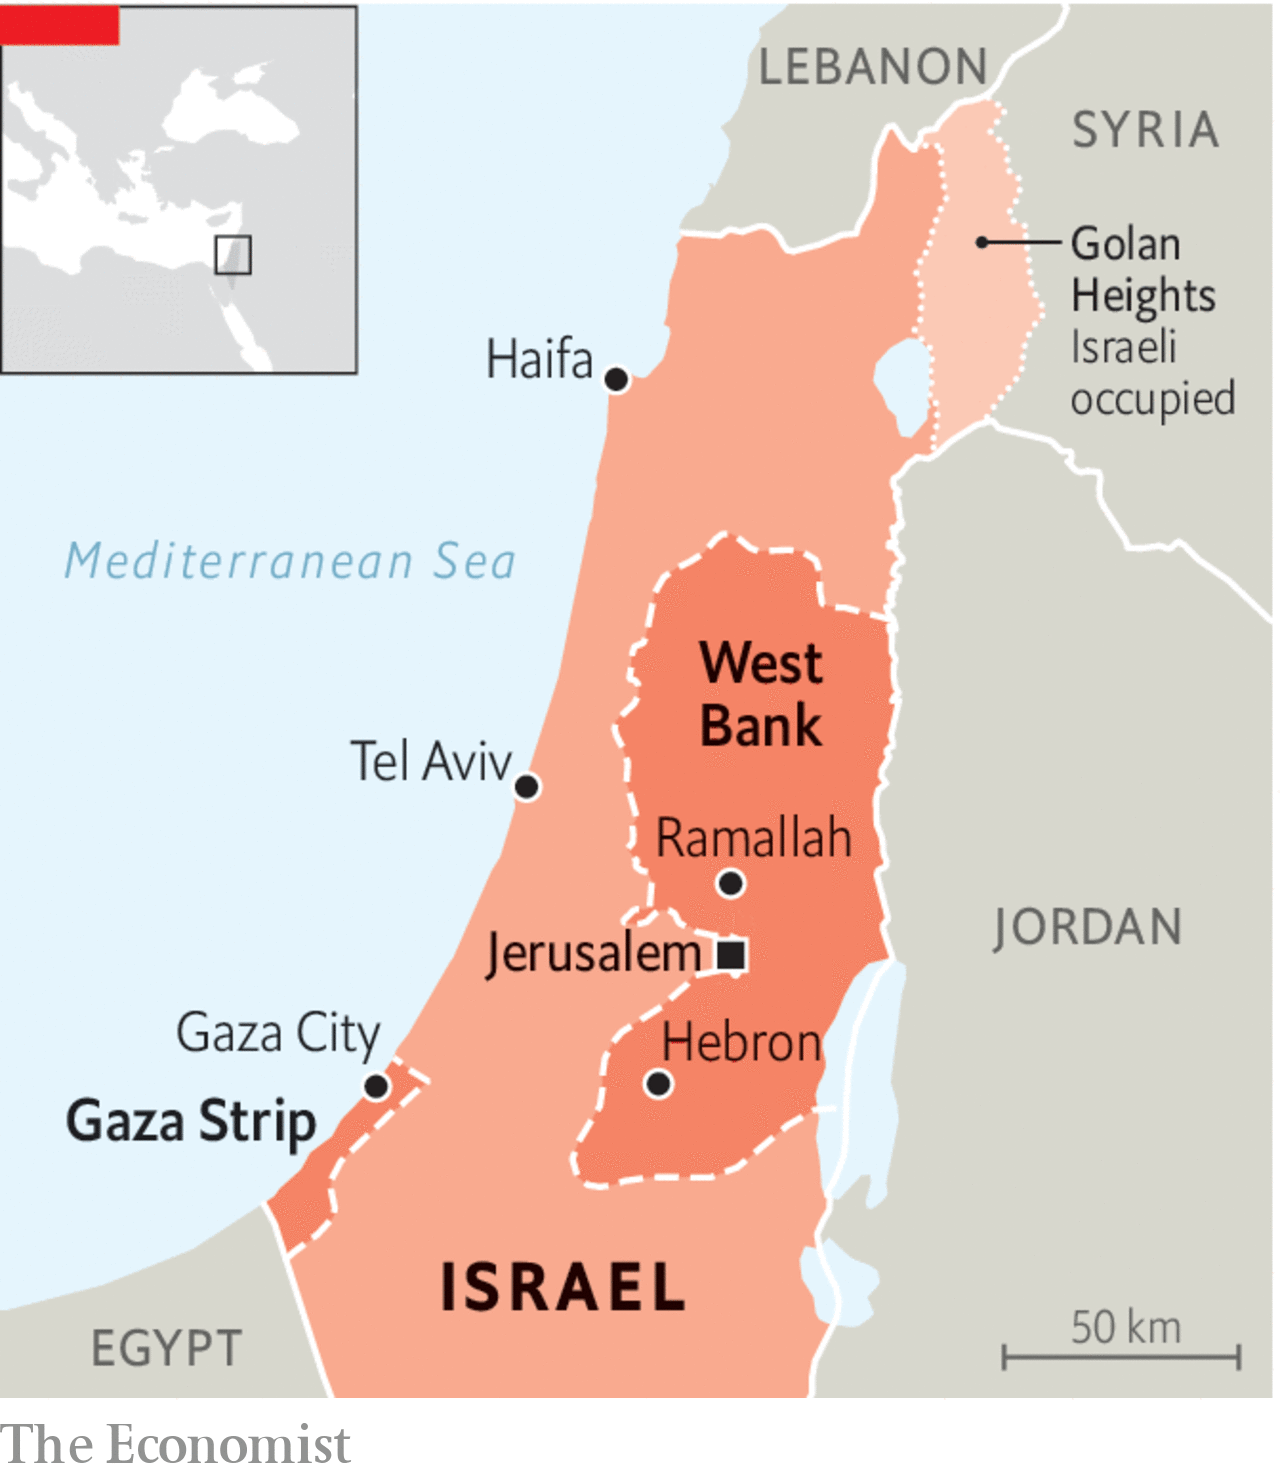 LEBANON
SYRIA
Golan
Heights
Israeli
occupied
Haifa
Mediterranean Sea
West
Bank
Tel Aviv
Ramallah
JORDAN
Jerusalem
Gaza City
Hebron
Gaza Strip
ISRAEL
50 km
EGYPT
The Economist